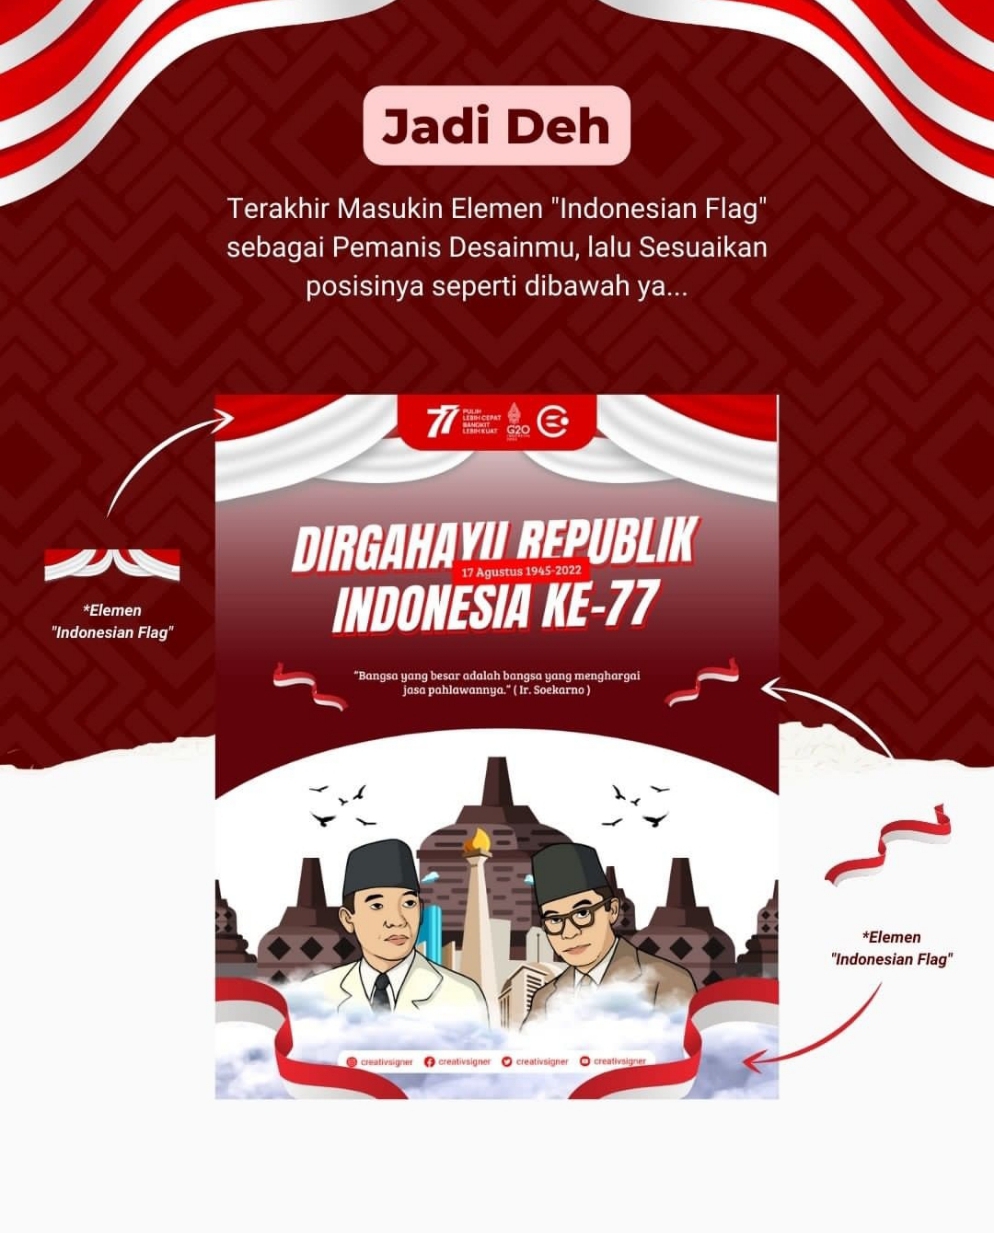 Jadi Deh
Terakhir Masukin Elemen "Indonesian Flag"
sebagai Pemanis Desainmu, lalu Sesuaikan
posisinya seperti dibawah ya...
77
PULIH
LEBIH CEPAT
BANGKIT
LEBIH KUAT
G20
DIRGAHAYU REPUBLIK
17 Agustus 1945-2022
INDONESIA KE-77
*Elemen
"Indonesian Flag"
"Bangsa yang besar adalah bangsa yang menghargai
jasa pahlawannya." ( Ir. Soekarno )
*Elemen
"Indonesian Flag"
creativsigner creativsigner creativsigner creativsigner